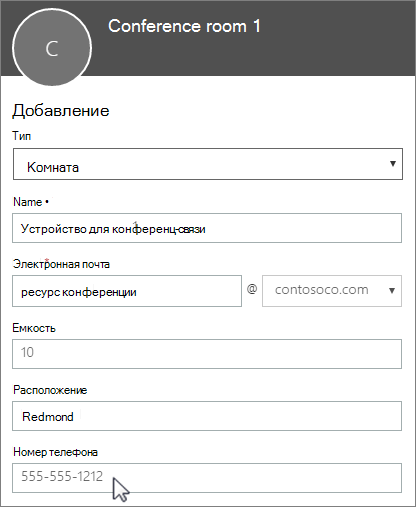 Conference room 1
C
Добавление
Тип
Комната
Name •
Устройство для конференц-связи
Электронная почта
ресурс конференции @ contosoco.com
Емкость
10
Расположение
Redmond
Номер телефона
555-555-1212